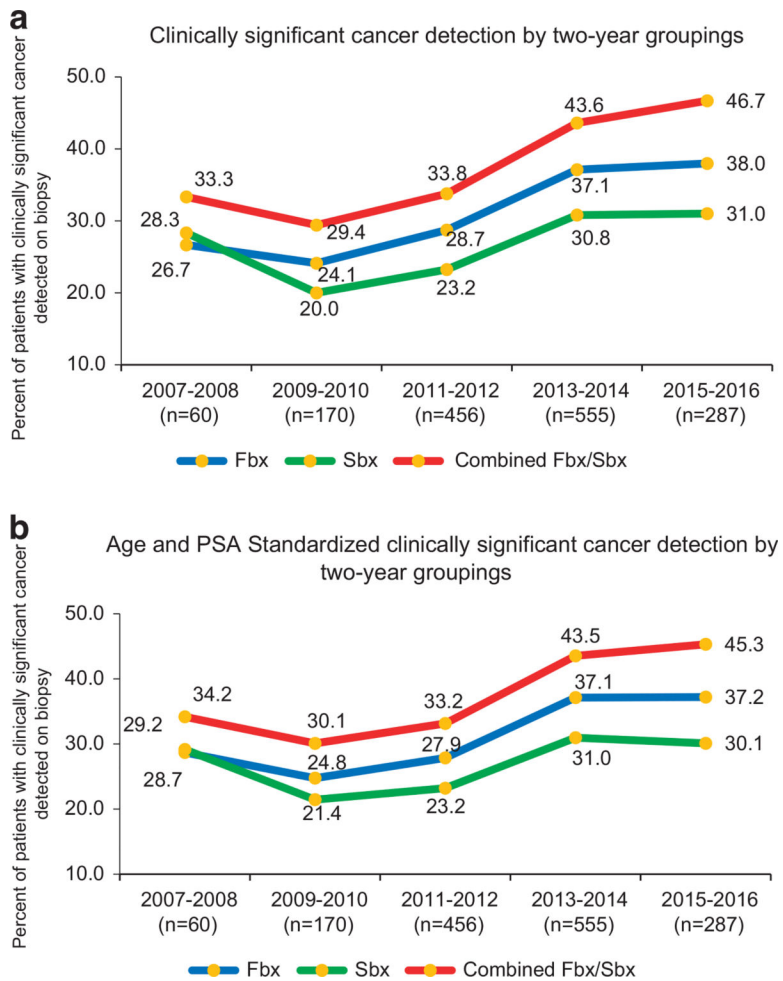 a
Clinically significant cancer detection by two-year groupings
Percent of patients with clinically significant cancer
detected on biopsy
50.0
40.0
30.0
20.0
10.0
33.3
29.4
33.8
43.6
46.7
28.3
26.7
24.1
28.7
37.1
38.0
20.0
23.2
30.8
31.0
2007-2008 2009-2010 2011-2012 2013-2014 2015-2016
(n=60) (n=170) (n=456) (n=555) (n=287)
Fbx Sbx Combined Fbx/Sbx
b
Age and PSA Standardized clinically significant cancer detection by
two-year groupings
Percent of patients with clinically significant cancer
detected on biopsy
50.0
40.0
30.0
20.0
10.0
34.2
30.1
33.2
43.5
45.3
29.2
28.7
24.8
27.9
37.1
37.2
21.4
23.2
31.0
30.1
2007-2008 2009-2010 2011-2012 2013-2014 2015-2016
(n=60) (n=170) (n=456) (n=555) (n=287)
Fbx Sbx Combined Fbx/Sbx